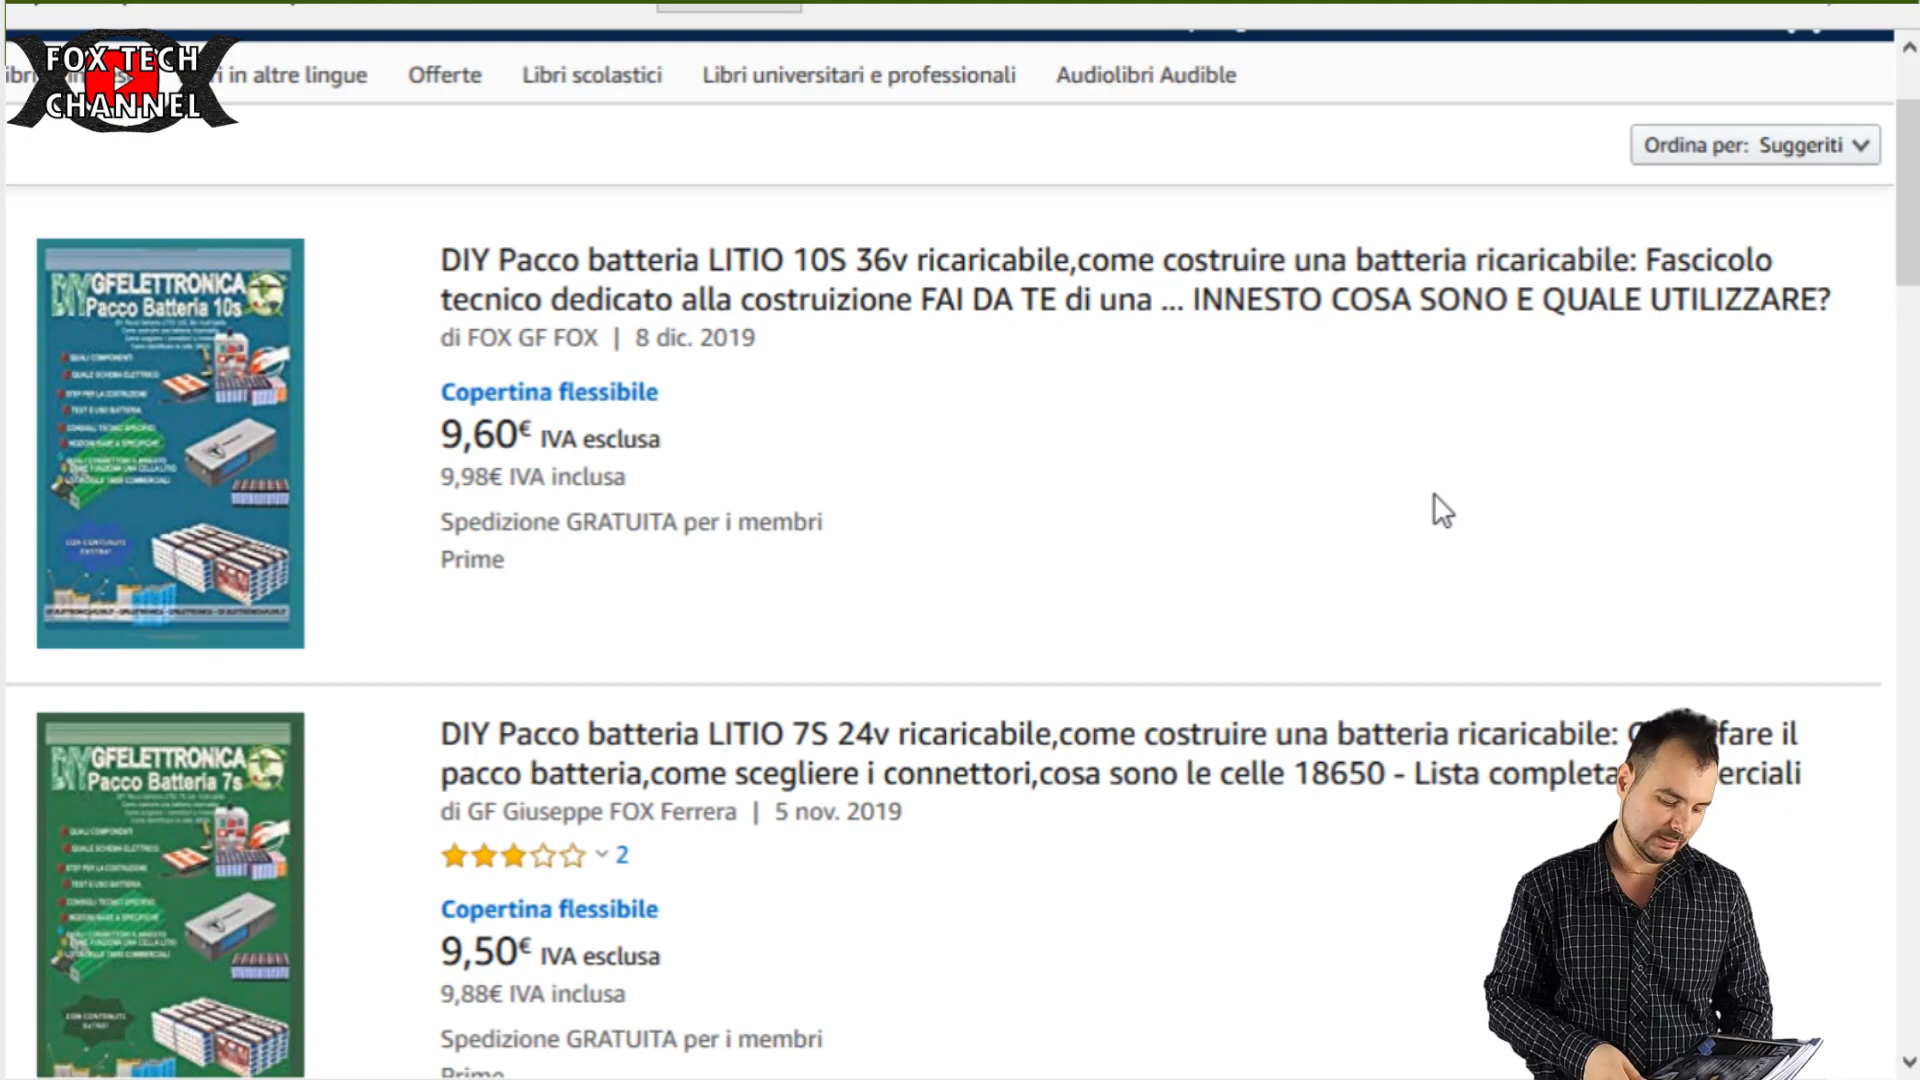 FOX TECH
CHANNEL
in altre lingue
Offerte
Libri scolastici
Libri universitari e professionali
Audiolibri Audible
Ordina per: Suggeriti
DIY GFELETTRONICA
Pacco Batteria 10s
DIY Pacco batteria LITIO 10S 36v ricaricabile,come costruire una batteria ricaricabile: Fascicolo
tecnico dedicato alla costruizione FAI DA TE di una ... INNESTO COSA SONO E QUALE UTILIZZARE?
di FOX GF FOX | 8 dic. 2019
Copertina flessibile
9,60€ IVA esclusa
9,98€ IVA inclusa
Spedizione GRATUITA per i membri
Prime
DIY GFELETTRONICA
Pacco Batteria 7s
DIY Pacco batteria LITIO 7S 24v ricaricabile,come costruire una batteria ricaricabile: fare il
pacco batteria,come scegliere i connettori,cosa sono le celle 18650 - Lista completa erciali
di GF Giuseppe FOX Ferrera | 5 nov. 2019
2
Copertina flessibile
9,50€ IVA esclusa
9,88€ IVA inclusa
Spedizione GRATUITA per i membri
Prime